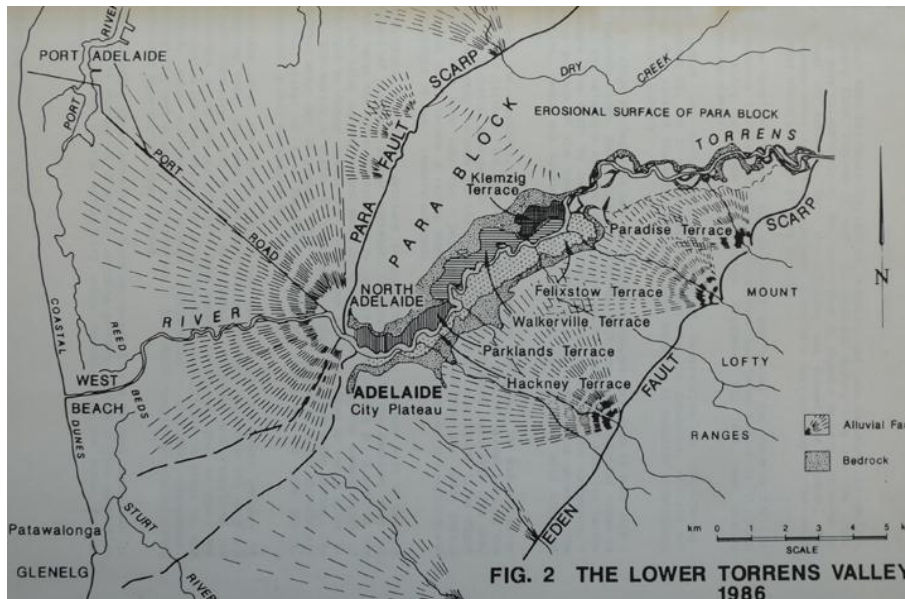 PORT ADELAIDE
PORT
RIVER
PORT ROAD
PARA FAULT SCARP
PARA BLOCK
DRY CREEK
EROSIONAL SURFACE OF PARA BLOCK
TORRENS
Klemzig
Terrace
Paradise Terrace
SCARP
MOUNT
N
NORTH
ADELAIDE
Felixstow Terrace
Walkerville Terrace
Parklands Terrace
Hackney Terrace
RIVER
COASTAL
DUNES
REED
BEDS
WEST
BEACH
ADELAIDE
City Plateau
FAULT
LOFTY
RANGES
Alluvial Fa
Bedrock
EDEN
STURT
RIVER
Patawalonga
GLENELG
km 0 1 2 3 4 5 k
SCALE
FIG. 2 THE LOWER TORRENS VALLEY
1986